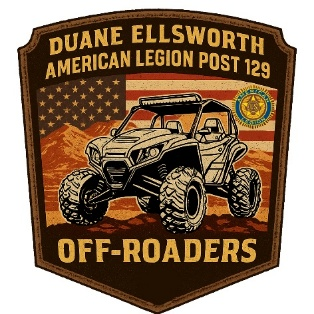 DUANE ELLSWORTH
AMERICAN LEGION POST 129
OFF-ROADERS